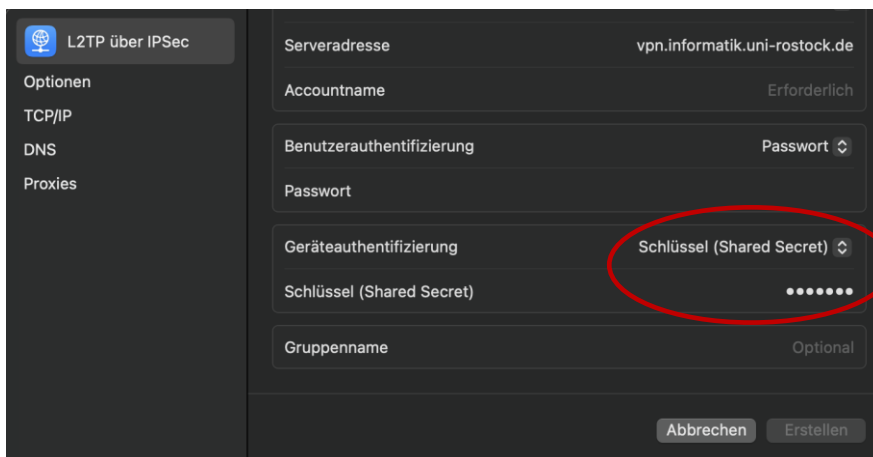 L2TP über IPSec
Optionen
TCP/IP
DNS
Proxies
Serveradresse vpn.informatik.uni-rostock.de
Accountname Erforderlich
Benutzerauthentifizierung Passwort
Passwort
Geräteauthentifizierung Schlüssel (Shared Secret)
Schlüssel (Shared Secret) •••••••
Gruppenname Optional
Abbrechen Erstellen